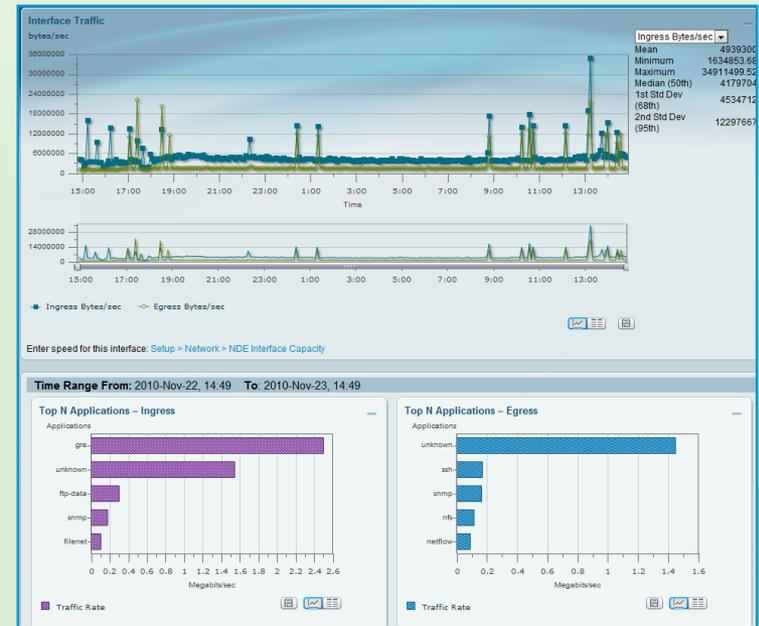 Interface Traffic
bytes/sec
36000000
30000000
24000000
18000000
12000000
6000000
0
15:00 17:00 19:00 21:00 23:00 1:00 3:00 5:00 7:00 9:00 11:00 13:00
Time
Ingress Bytes/sec
Mean 4939300
Minimum 1634853.68
Maximum 34911499.52
Median (50th) 4179704
1st Std Dev (68th) 4534712
2nd Std Dev (95th) 12297667
28000000
14000000
0
15:00 17:00 19:00 21:00 23:00 1:00 3:00 5:00 7:00 9:00 11:00 13:00
Ingress Bytes/sec Egress Bytes/sec
Enter speed for this interface: Setup > Network > NDE Interface Capacity
Time Range From: 2010-Nov-22, 14:49 To: 2010-Nov-23, 14:49
Top N Applications – Ingress
Applications
gre
unknown
ftp-data
snmp
filenet
0 0.2 0.4 0.6 0.8 1 1.2 1.4 1.6 1.8 2 2.2 2.4 2.6
Megabits/sec
Traffic Rate
Top N Applications – Egress
Applications
unknown
ssh
snmp
nfs
netflow
0 0.2 0.4 0.6 0.8 1 1.2 1.4 1.6
Megabits/sec
Traffic Rate